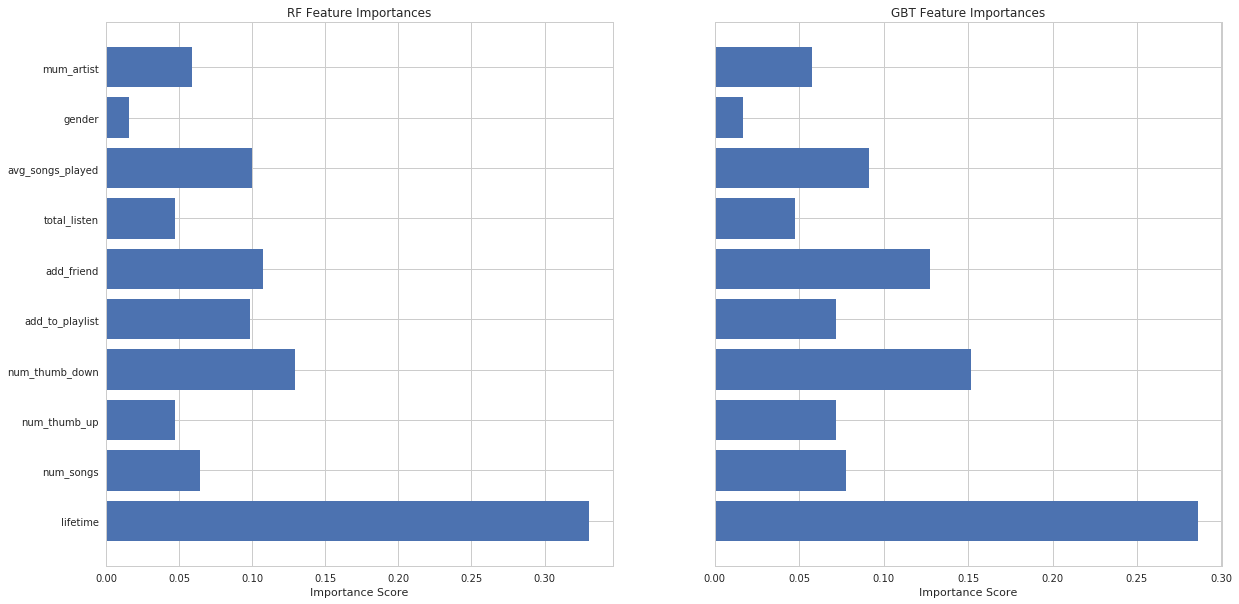 RF Feature Importances
mum_artist
gender
avg_songs_played
total_listen
add_friend
add_to_playlist
num_thumb_down
num_thumb_up
num_songs
lifetime
0.00 0.05 0.10 0.15 0.20 0.25 0.30
Importance Score
GBT Feature Importances
0.00 0.05 0.10 0.15 0.20 0.25 0.30
Importance Score